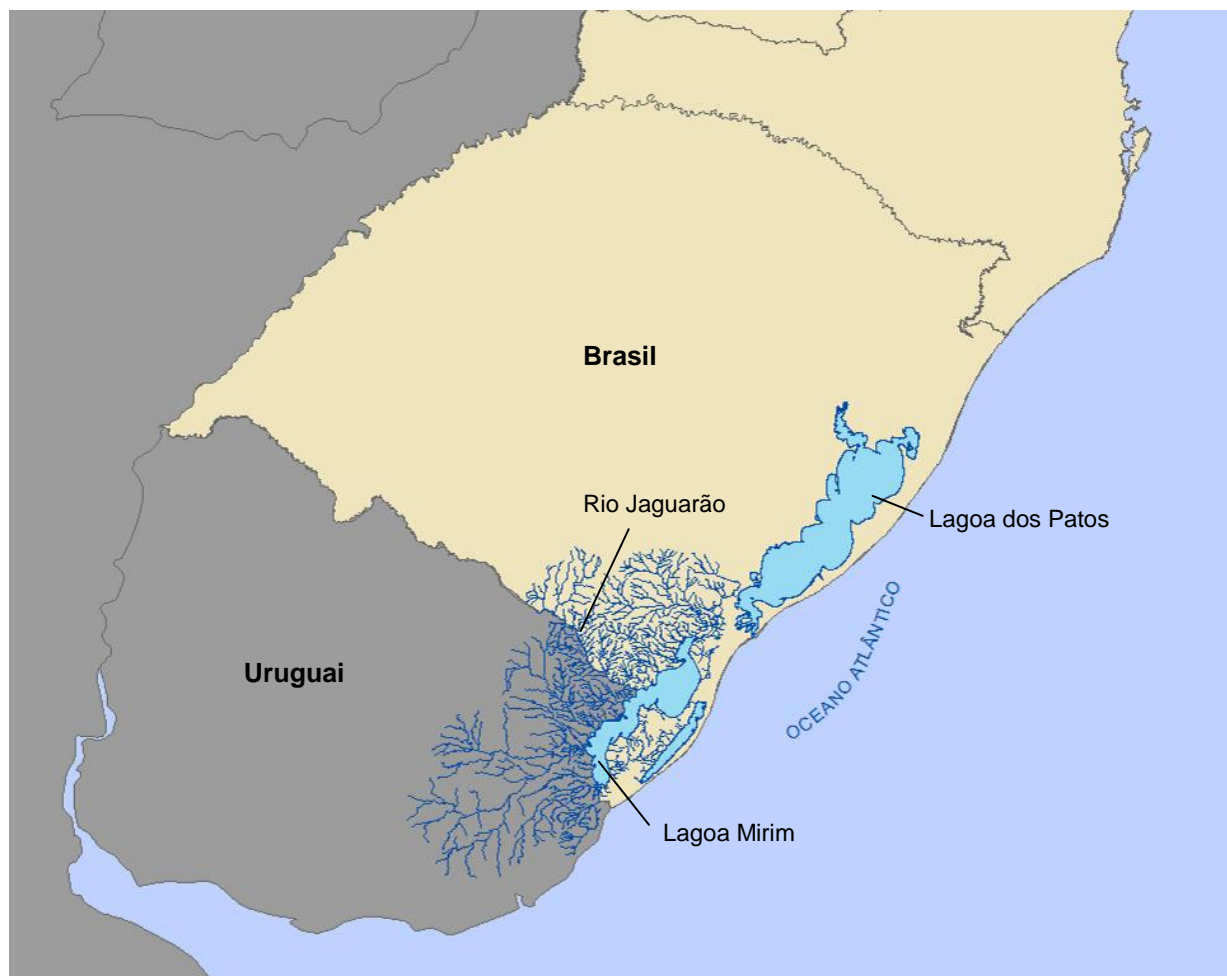 Brasil
Rio Jaguarão
Lagoa dos Patos
OCEANO ATLÂNTICO
Uruguai
Lagoa Mirim